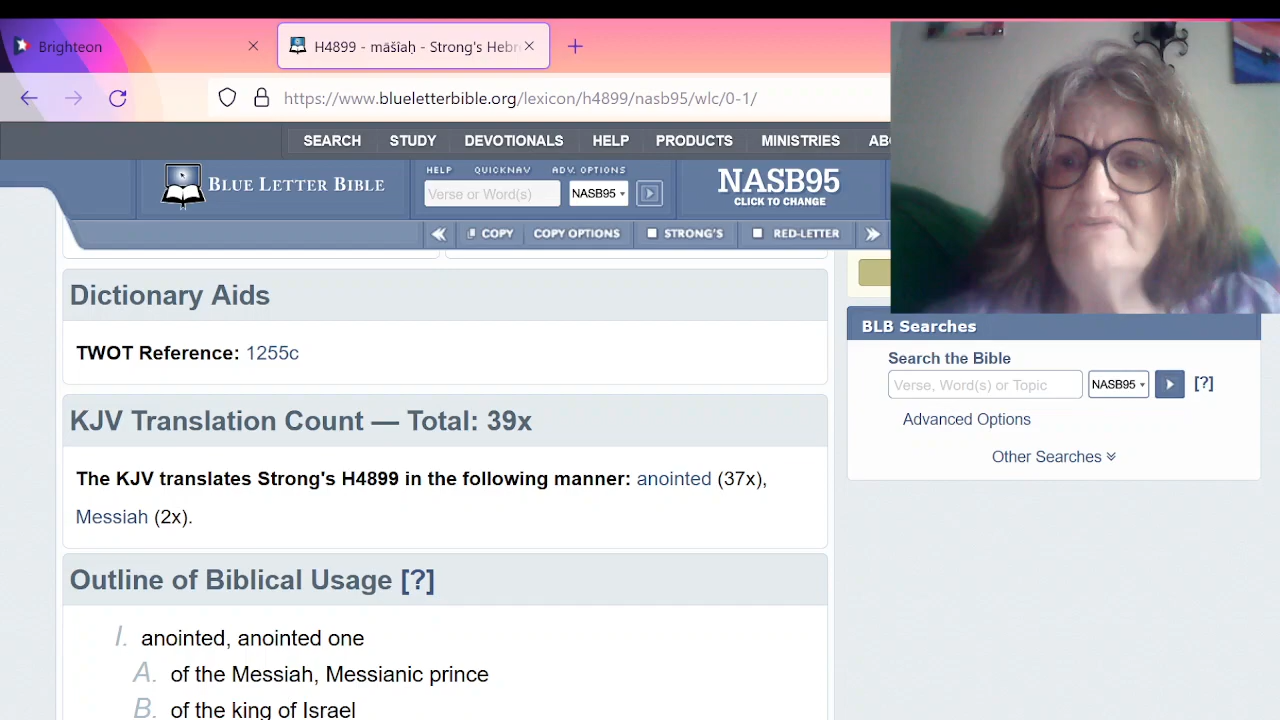 Brighteon
H4899 - māšîaḥ - Strong's Hebr
https://www.blueletterbible.org/lexicon/h4899/nasb95/wlc/0-1/
SEARCH STUDY DEVOTIONALS HELP PRODUCTS MINISTRIES AB
BLUE LETTER BIBLE
HELP QUICKNAV ADV. OPTIONS
Verse or Word(s) NASB95
NASB95
CLICK TO CHANGE
COPY COPY OPTIONS STRONG'S RED-LETTER
Dictionary Aids
TWOT Reference: 1255c
KJV Translation Count — Total: 39x
The KJV translates Strong's H4899 in the following manner: anointed (37x),
Messiah (2x).
Outline of Biblical Usage [?]
I. anointed, anointed one
A. of the Messiah, Messianic prince
B. of the king of Israel
BLB Searches
Search the Bible
Verse, Word(s) or Topic NASB95 [?]
Advanced Options
Other Searches